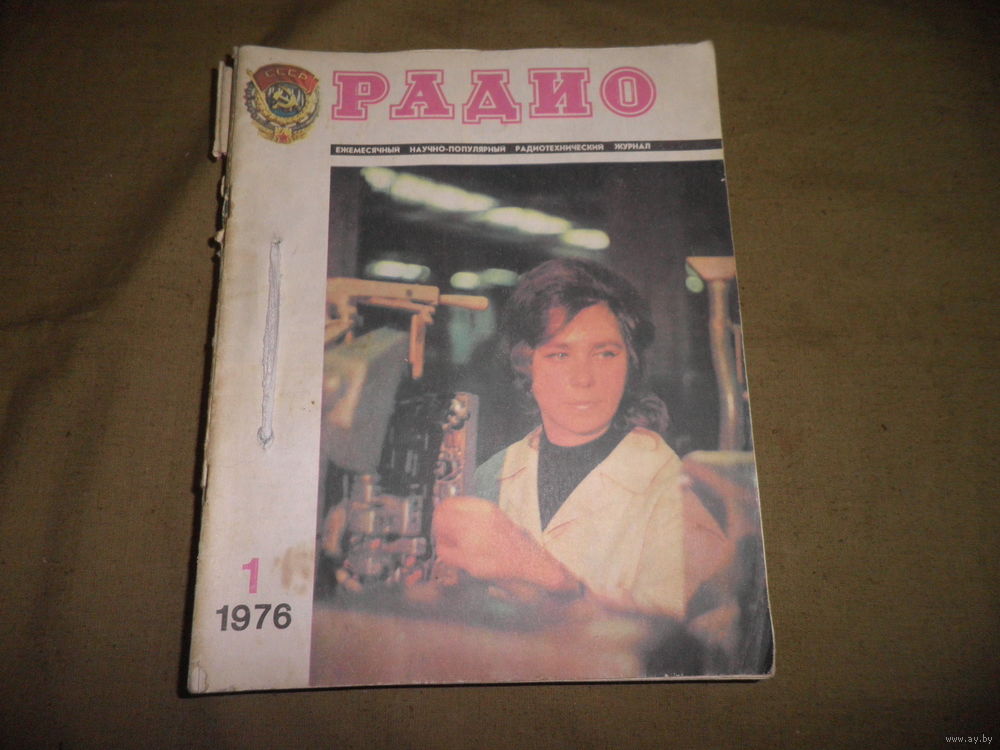 СССР
РАДИО
ЕЖЕМЕСЯЧНЫЙ НАУЧНО-ПОПУЛЯРНЫЙ РАДИОТЕХНИЧЕСКИЙ ЖУРНАЛ
1
1976
www.ay.by